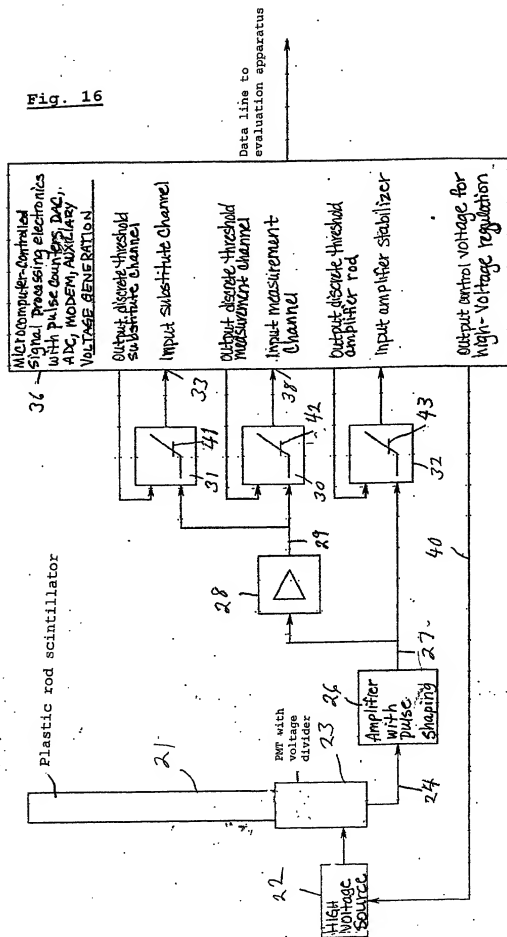 Fig. 16
Microcomputer-controlled
signal processing electronics
with pulse counters, DAC,
ADC, MODEM, AUXILIARY
VOLTAGE GENERATION
36
Output discrete threshold
substitute channel
Input substitute channel
Output discrete threshold
measurement channel
Input measurement
Channel
Output discrete threshold
amplifier rod
Input amplifier stabilizer
Output control voltage for
high-voltage regulation
Data line to
evaluation apparatus
33
38
41
31
42
30
43
32
29
28
40
27
26
Amplifier
with
pulse
shaping
24
Plastic rod scintillator
21
PMT with
voltage
divider
23
22
HIGH
Voltage
Source